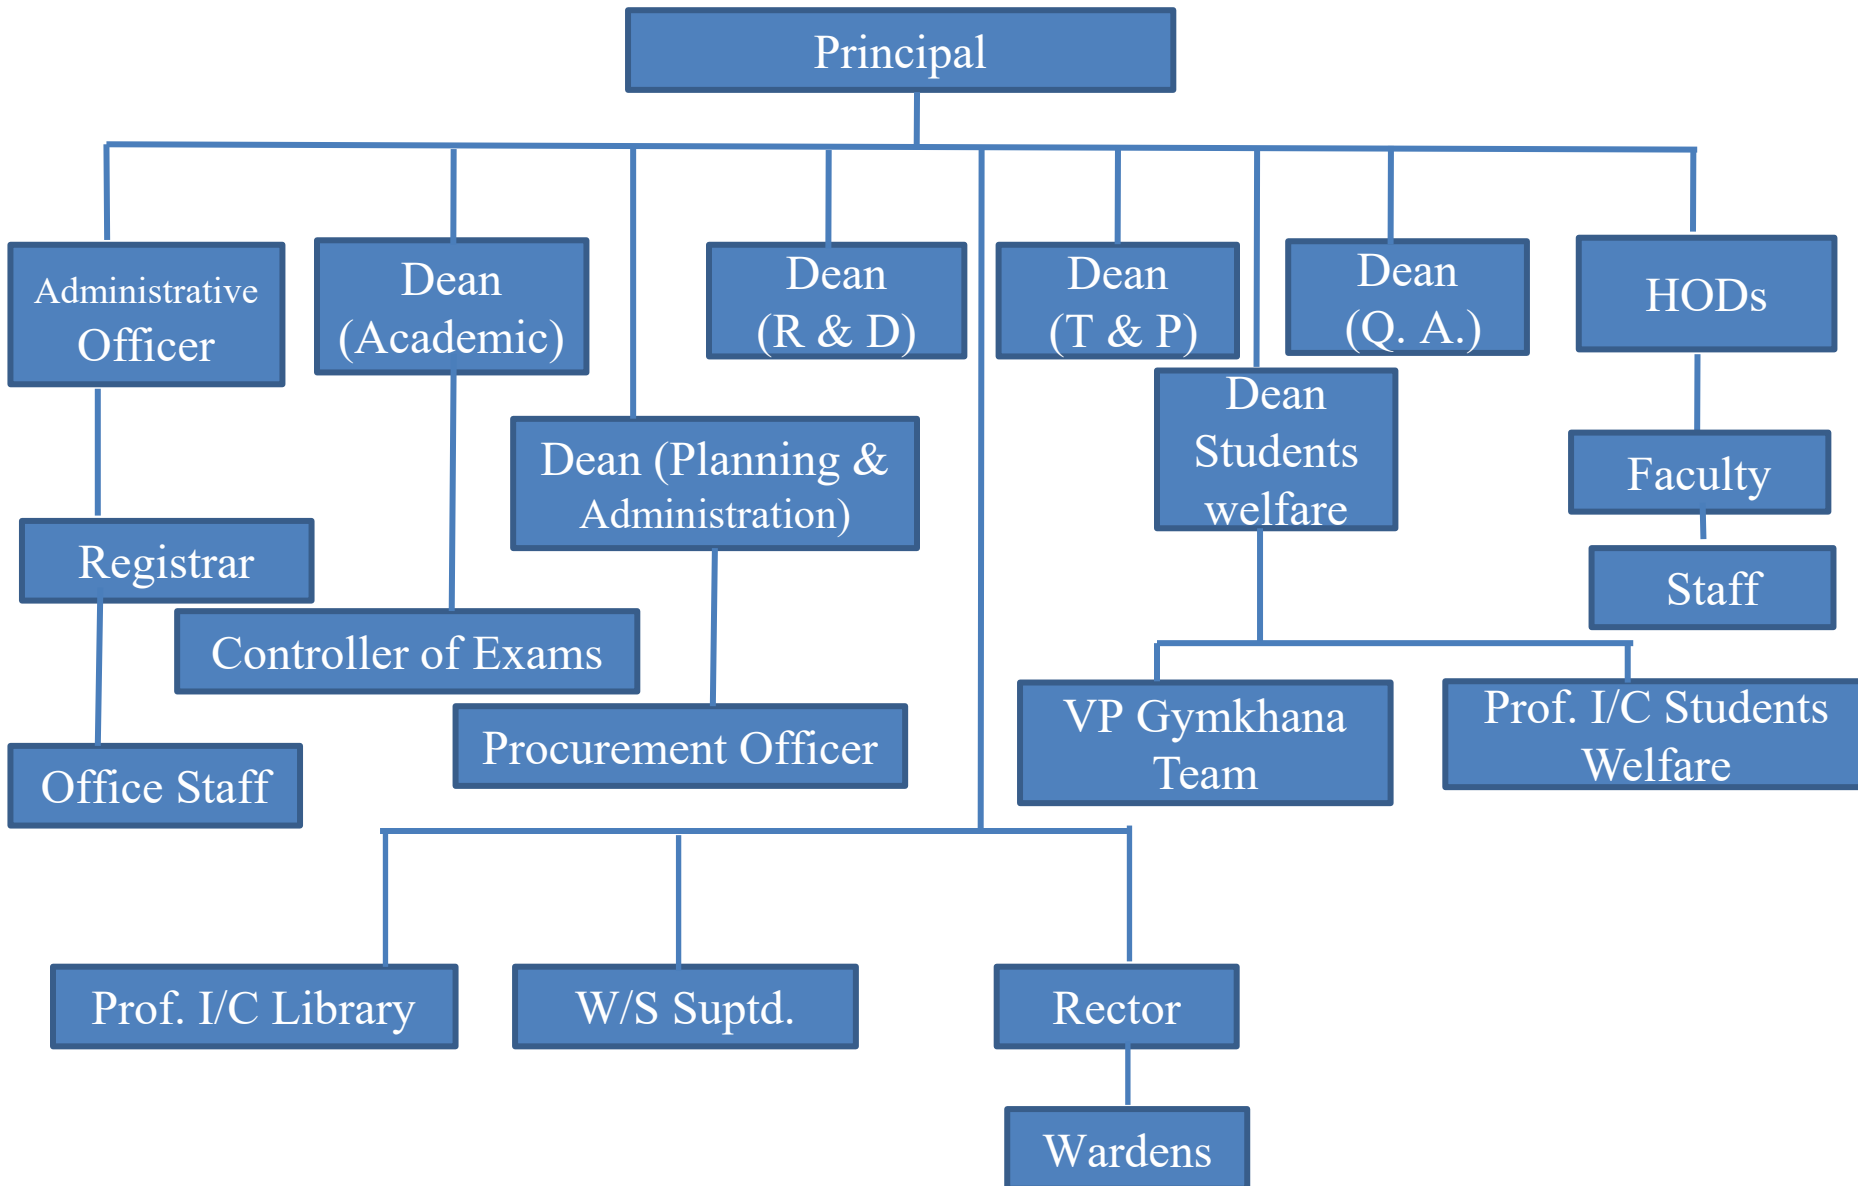 Principal
Administrative
Officer
Dean
(Academic)
Dean
(R & D)
Dean
(T & P)
Dean
(Q. A.)
HODs
Dean (Planning &
Administration)
Dean
Students
welfare
Faculty
Registrar
Staff
Controller of Exams
Procurement Officer
VP Gymkhana
Team
Prof. I/C Students
Welfare
Office Staff
Prof. I/C Library
W/S Suptd.
Rector
Wardens